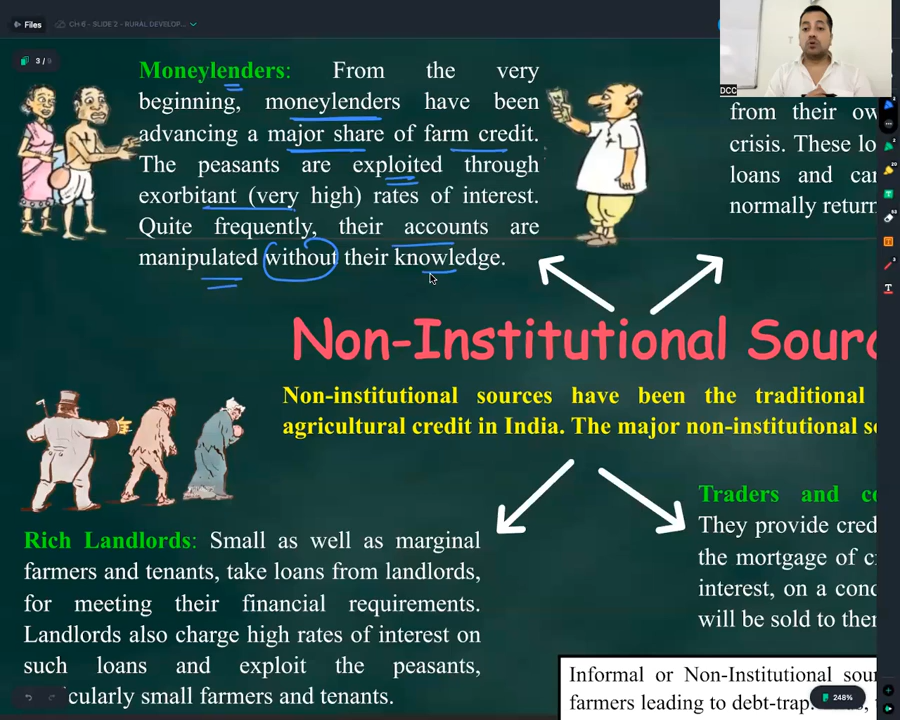 Files
CH 6 - SLIDE 2 - RURAL DEVELOP...
3 / 9
Moneylenders: From the very
beginning, moneylenders have been
advancing a major share of farm credit.
The peasants are exploited through
exorbitant (very high) rates of interest.
Quite frequently, their accounts are
manipulated without their knowledge.
DCC
from their ow
crisis. These lo
loans and can
normally return
Non-Institutional Sourc
Non-institutional sources have been the traditional
agricultural credit in India. The major non-institutional s
Rich Landlords: Small as well as marginal
farmers and tenants, take loans from landlords,
for meeting their financial requirements.
Landlords also charge high rates of interest on
such loans and exploit the peasants,
cularly small farmers and tenants.
Traders and co
They provide cred
the mortgage of c
interest, on a cond
will be sold to ther
Informal or Non-Institutional sour
farmers leading to debt-trap.
248%